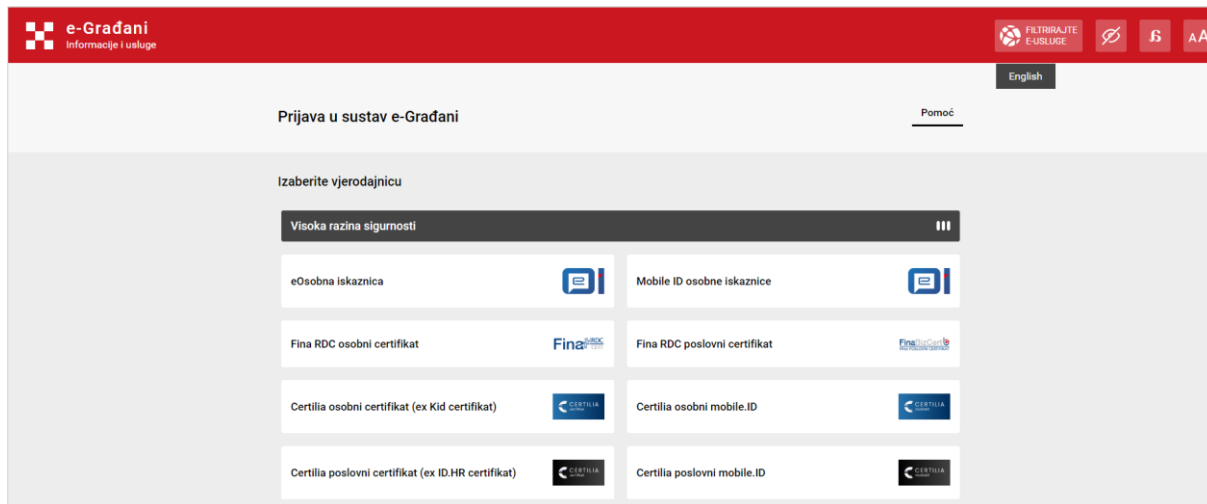 e-Građani
Informacije i usluge
FILTRIRAJTE
E-USLUGE
AA
English
Prijava u sustav e-Građani
Pomoć
Izaberite vjerodajnicu
Visoka razina sigurnosti
eOsobna iskaznica
Mobile ID osobne iskaznice
Fina RDC osobni certifikat
Fina
Fina RDC poslovni certifikat
FinaBizCert
Certilia osobni certifikat (ex Kid certifikat)
CERTILIA
Certilia osobni mobile.ID
CERTILIA
Certilia poslovni certifikat (ex ID.HR certifikat)
CERTILIA
Certilia poslovni mobile.ID
CERTILIA